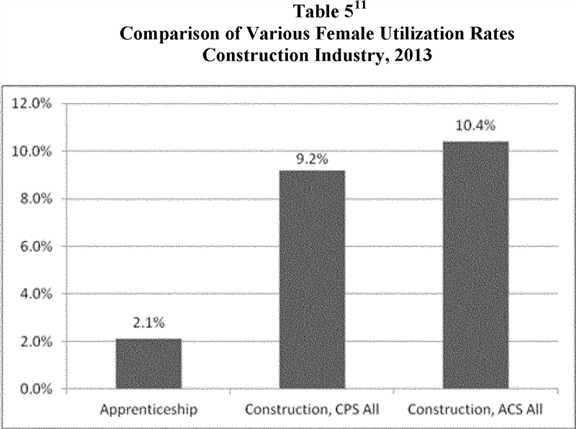 Table 5¹¹
Comparison of Various Female Utilization Rates
Construction Industry, 2013
12.0%
10.4%
10.0%
9.2%
8.0%
6.0%
4.0%
2.1%
2.0%
0.0%
Apprenticeship Construction, CPS All Construction, ACS All